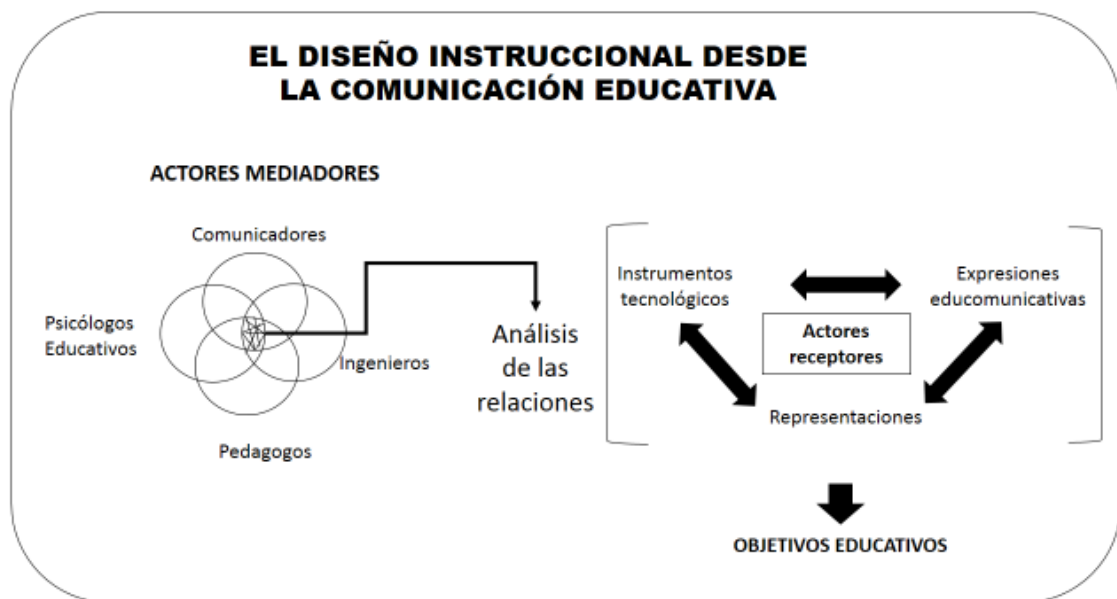 EL DISEÑO INSTRUCCIONAL DESDE
LA COMUNICACIÓN EDUCATIVA
ACTORES MEDIADORES
Comunicadores
Psicólogos
Educativos
Ingenieros
Pedagogos
Análisis
de las
relaciones
Instrumentos
tecnológicos
Expresiones
educomunicativas
Actores
receptores
Representaciones
OBJETIVOS EDUCATIVOS